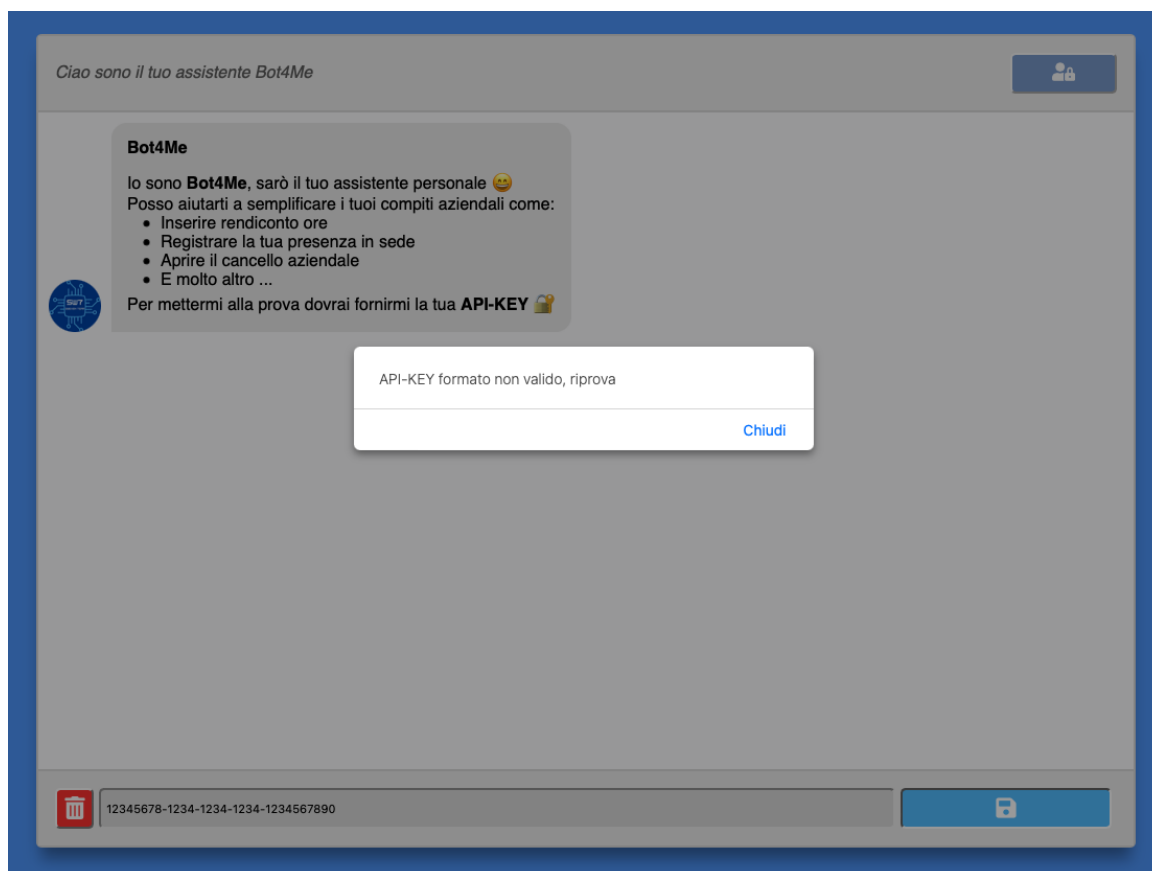 Ciao sono il tuo assistente Bot4Me
Bot4Me
Io sono Bot4Me, sarò il tuo assistente personale 😄
Posso aiutarti a semplificare i tuoi compiti aziendali come:
• Inserire rendiconto ore
• Registrare la tua presenza in sede
• Aprire il cancello aziendale
• E molto altro ...
SWT
Per mettermi alla prova dovrai fornirmi la tua API-KEY 🔐
API-KEY formato non valido, riprova
Chiudi
12345678-1234-1234-1234-1234567890